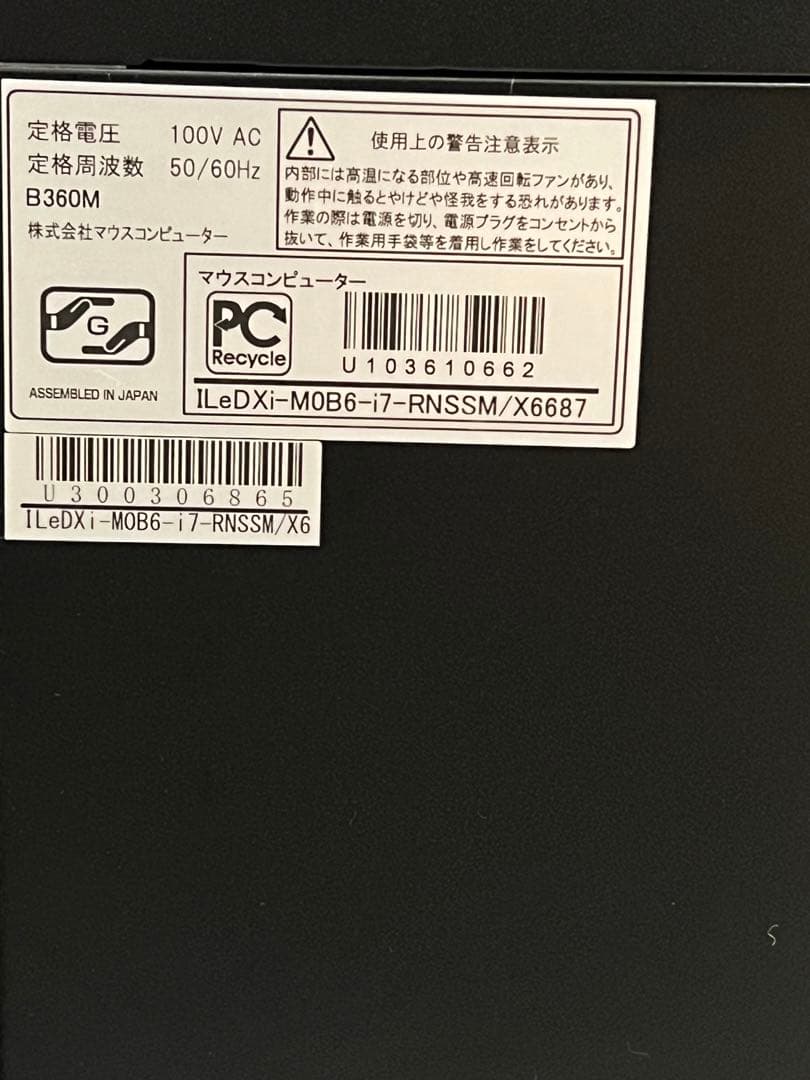 定格電圧 100V AC
定格周波数 50/60Hz
B360M
株式会社マウスコンピューター
使用上の警告注意表示
内部には高温になる部位や高速回転ファンがあり、
動作中に触るとやけどや怪我をする恐れがあります。
作業の際は電源を切り、電源プラグをコンセントから
抜いて、作業用手袋等を着用し作業をしてください。
G
ASSEMBLED IN JAPAN
マウスコンピューター
PC
Recycle
U103610662
ILeDXi-M0B6-i7-RNSSM/X6687
U300306865
ILeDXi-M0B6-i7-RNSSM/X6